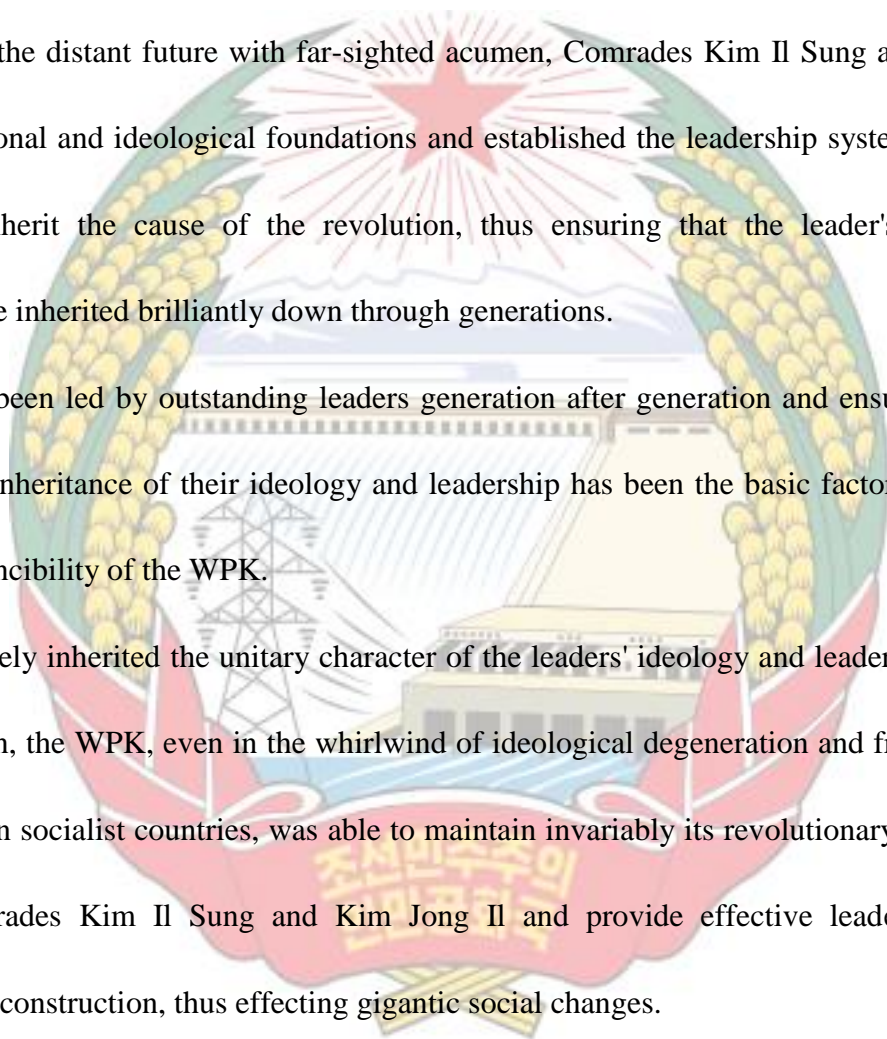 the distant future with far-sighted acumen, Comrades Kim Il Sung a
onal and ideological foundations and established the leadership syste
herit the cause of the revolution, thus ensuring that the leader's
e inherited brilliantly down through generations.
been led by outstanding leaders generation after generation and ensu
nheritance of their ideology and leadership has been the basic factor
ncibility of the WPK.
ely inherited the unitary character of the leaders' ideology and leader
n, the WPK, even in the whirlwind of ideological degeneration and fr
n socialist countries, was able to maintain invariably its revolutionary
rades Kim Il Sung and Kim Jong Il and provide effective leade
construction, thus effecting gigantic social changes.
조선민주주의
인민공화국